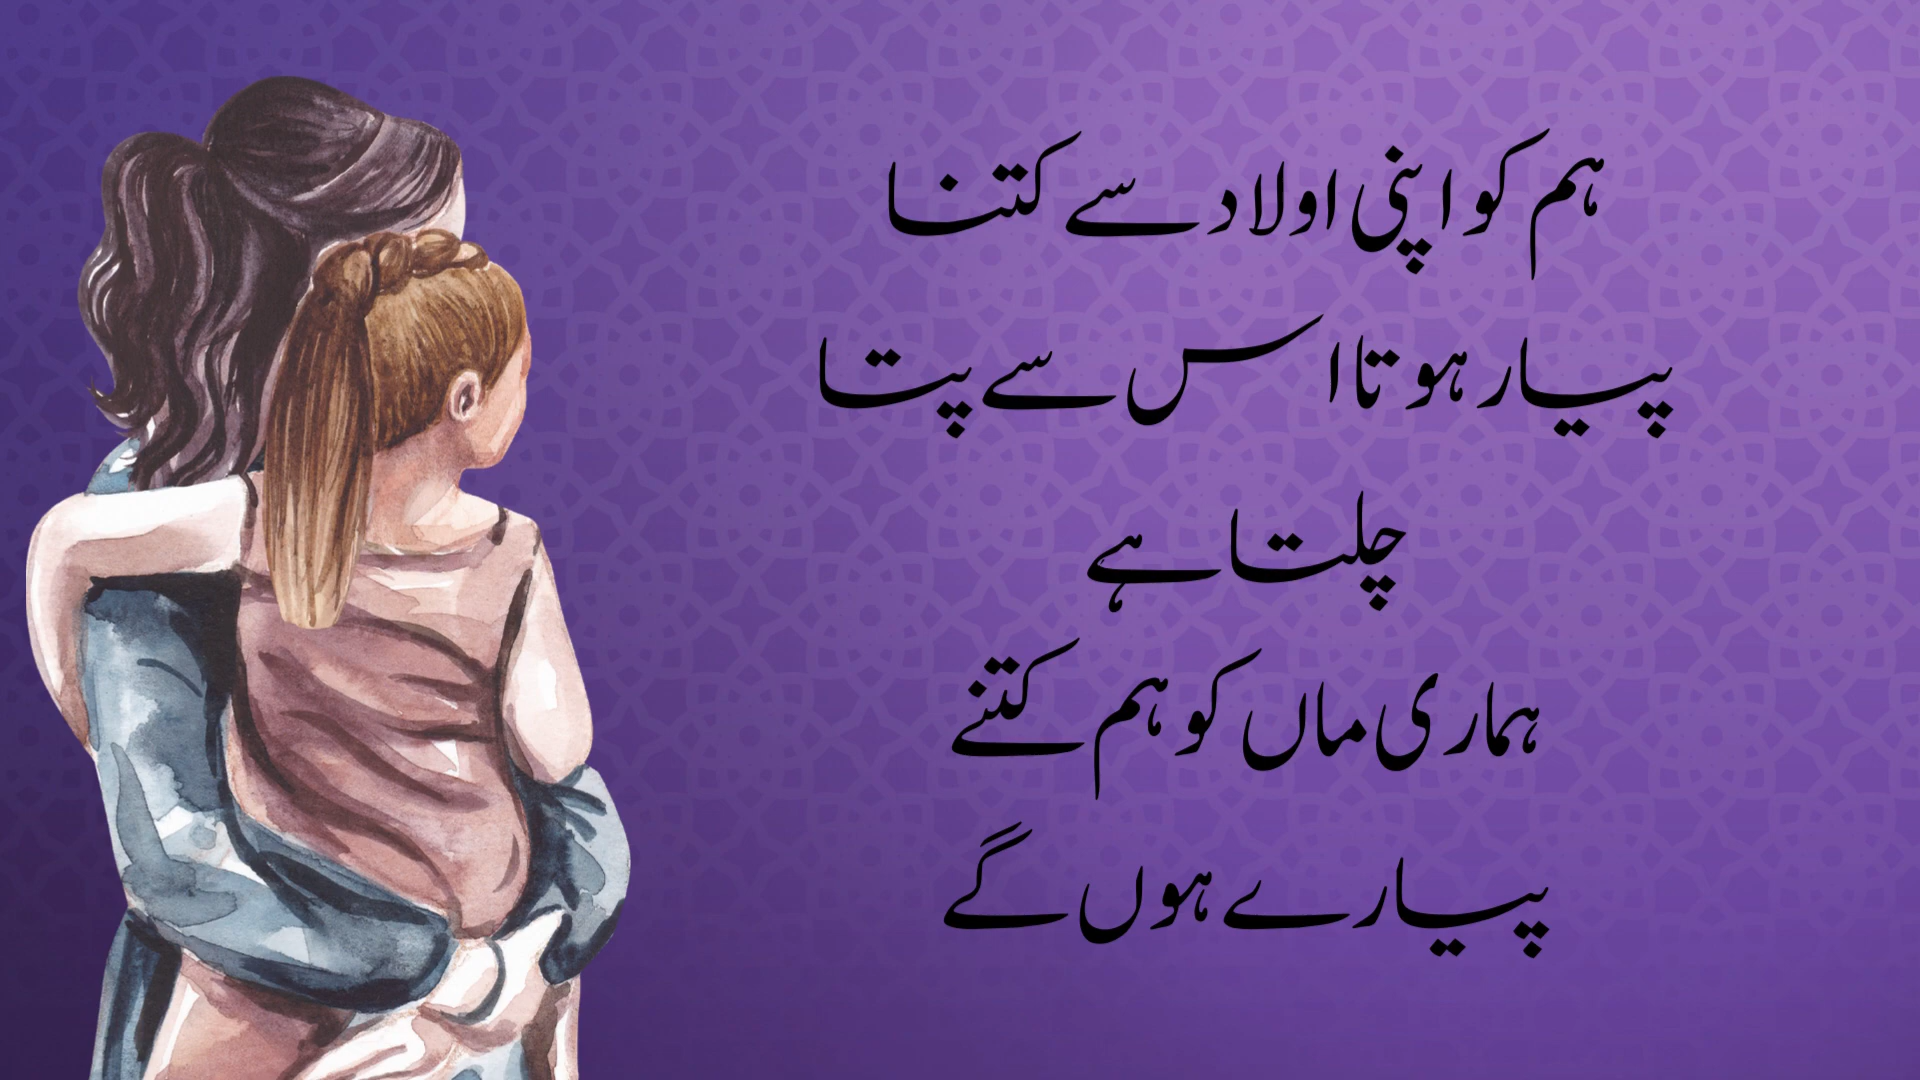 ہم کو اپنی اولاد سے کتنا
پیار ہوتا اس سے پتا
چلتا ہے
ہماری ماں کو ہم کتنے
پیارے ہوں گے